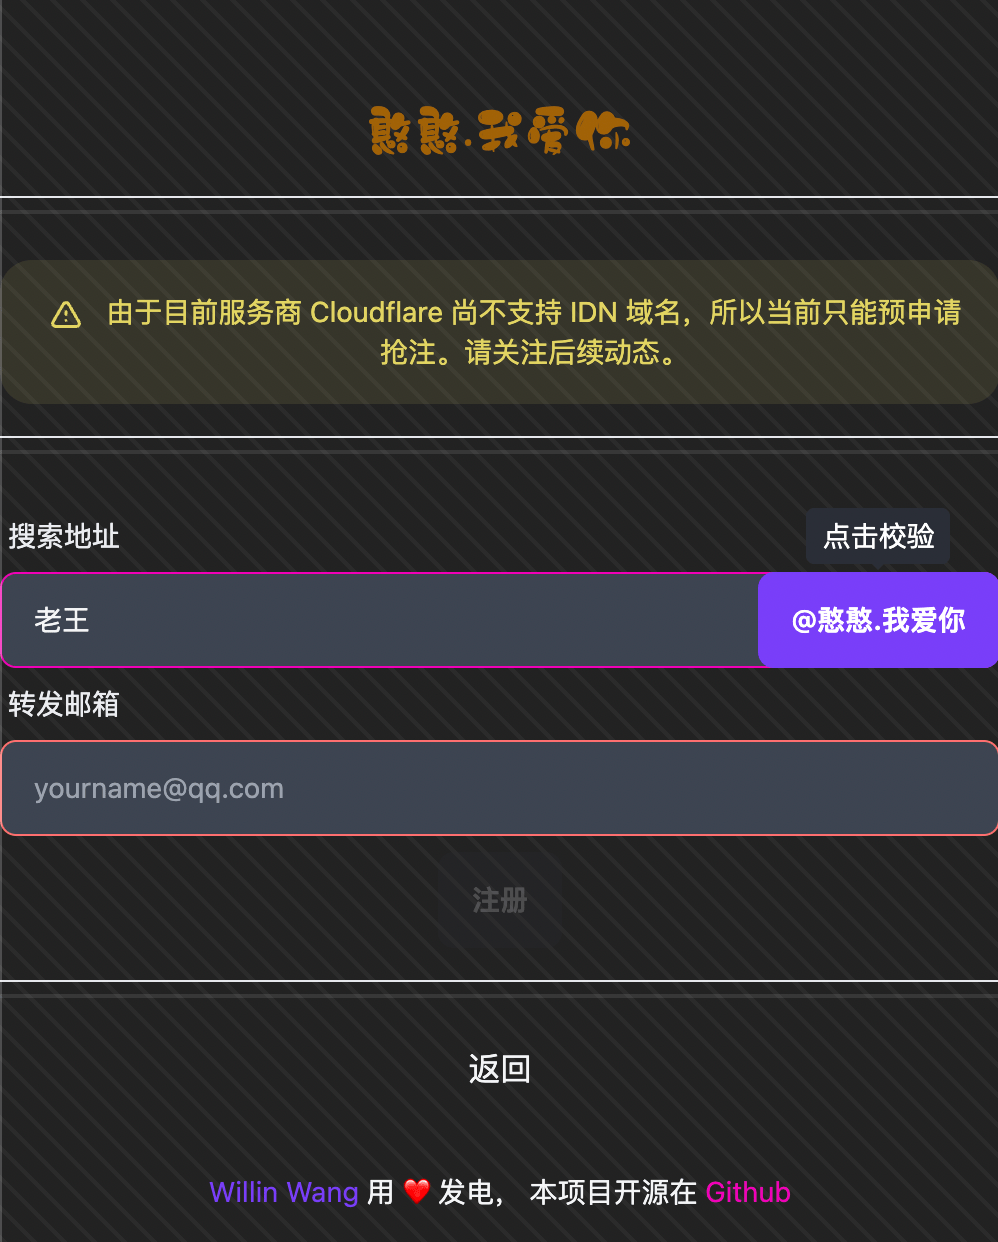 憨憨.我爱你
由于目前服务商 Cloudflare 尚不支持 IDN 域名，所以当前只能预申请
抢注。请关注后续动态。
搜索地址
点击校验
老王
@憨憨.我爱你
转发邮箱
yourname@qq.com
注册
返回
Willin Wang 用 ❤️ 发电， 本项目开源在 Github